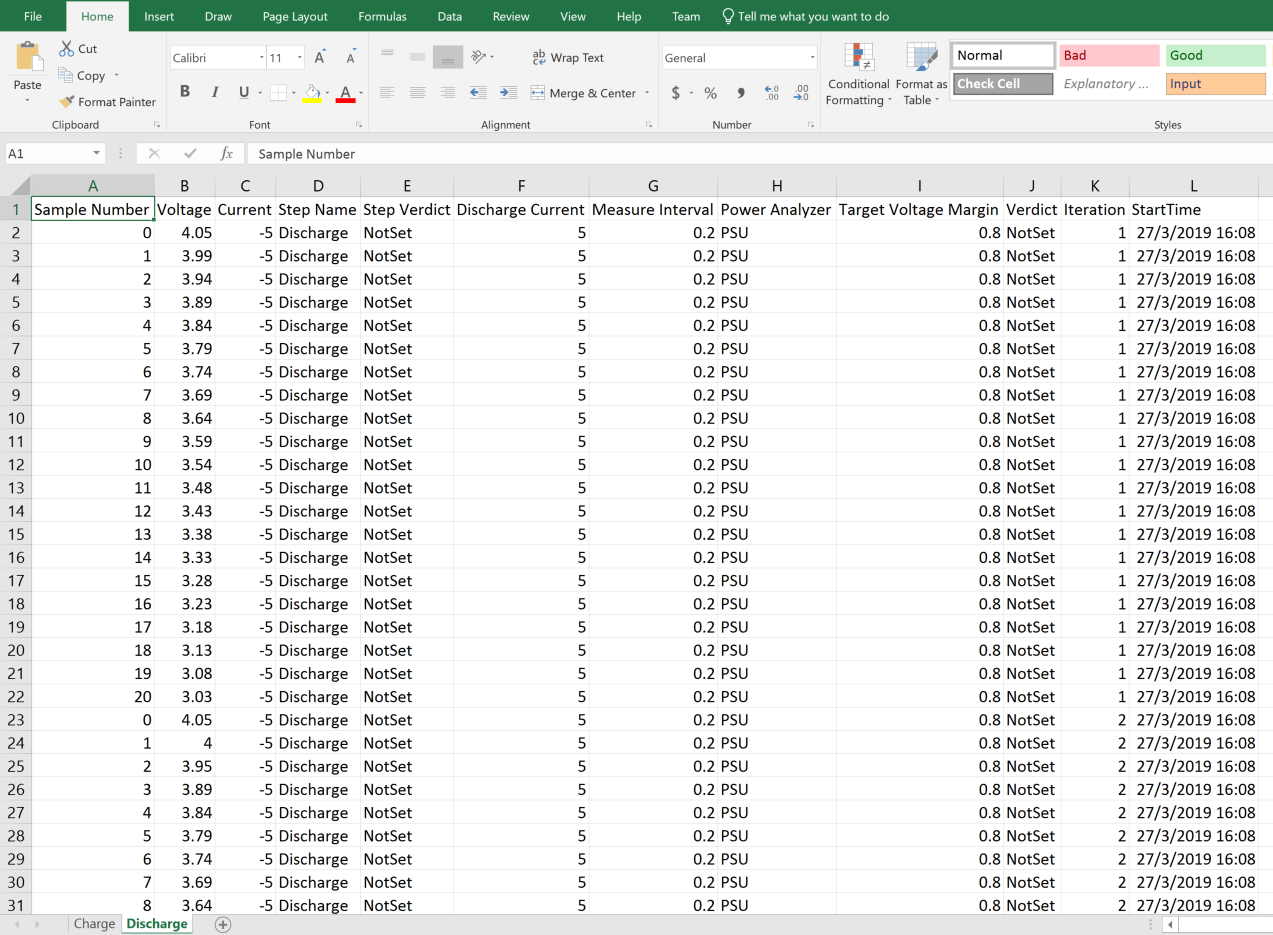 File Home Insert Draw Page Layout Formulas Data Review View Help Team Tell me what you want to do
Paste
Cut
Copy
Format Painter
Clipboard
Calibri 11 A A
B I U A
Font
ab Wrap Text
Merge & Center
Alignment
General
$ % , .00 .0
Number
Conditional Formatting
Format as Table
Normal Bad Good
Check Cell Explanatory ... Input
Styles
A1 fx Sample Number
A B C D E F G H I J K L
1 Sample Number Voltage Current Step Name Step Verdict Discharge Current Measure Interval Power Analyzer Target Voltage Margin Verdict Iteration StartTime
2 0 4.05 -5 Discharge NotSet 5 0.2 PSU 0.8 NotSet 1 27/3/2019 16:08
3 1 3.99 -5 Discharge NotSet 5 0.2 PSU 0.8 NotSet 1 27/3/2019 16:08
4 2 3.94 -5 Discharge NotSet 5 0.2 PSU 0.8 NotSet 1 27/3/2019 16:08
5 3 3.89 -5 Discharge NotSet 5 0.2 PSU 0.8 NotSet 1 27/3/2019 16:08
6 4 3.84 -5 Discharge NotSet 5 0.2 PSU 0.8 NotSet 1 27/3/2019 16:08
7 5 3.79 -5 Discharge NotSet 5 0.2 PSU 0.8 NotSet 1 27/3/2019 16:08
8 6 3.74 -5 Discharge NotSet 5 0.2 PSU 0.8 NotSet 1 27/3/2019 16:08
9 7 3.69 -5 Discharge NotSet 5 0.2 PSU 0.8 NotSet 1 27/3/2019 16:08
10 8 3.64 -5 Discharge NotSet 5 0.2 PSU 0.8 NotSet 1 27/3/2019 16:08
11 9 3.59 -5 Discharge NotSet 5 0.2 PSU 0.8 NotSet 1 27/3/2019 16:08
12 10 3.54 -5 Discharge NotSet 5 0.2 PSU 0.8 NotSet 1 27/3/2019 16:08
13 11 3.48 -5 Discharge NotSet 5 0.2 PSU 0.8 NotSet 1 27/3/2019 16:08
14 12 3.43 -5 Discharge NotSet 5 0.2 PSU 0.8 NotSet 1 27/3/2019 16:08
15 13 3.38 -5 Discharge NotSet 5 0.2 PSU 0.8 NotSet 1 27/3/2019 16:08
16 14 3.33 -5 Discharge NotSet 5 0.2 PSU 0.8 NotSet 1 27/3/2019 16:08
17 15 3.28 -5 Discharge NotSet 5 0.2 PSU 0.8 NotSet 1 27/3/2019 16:08
18 16 3.23 -5 Discharge NotSet 5 0.2 PSU 0.8 NotSet 1 27/3/2019 16:08
19 17 3.18 -5 Discharge NotSet 5 0.2 PSU 0.8 NotSet 1 27/3/2019 16:08
20 18 3.13 -5 Discharge NotSet 5 0.2 PSU 0.8 NotSet 1 27/3/2019 16:08
21 19 3.08 -5 Discharge NotSet 5 0.2 PSU 0.8 NotSet 1 27/3/2019 16:08
22 20 3.03 -5 Discharge NotSet 5 0.2 PSU 0.8 NotSet 1 27/3/2019 16:08
23 0 4.05 -5 Discharge NotSet 5 0.2 PSU 0.8 NotSet 2 27/3/2019 16:08
24 1 4 -5 Discharge NotSet 5 0.2 PSU 0.8 NotSet 2 27/3/2019 16:08
25 2 3.95 -5 Discharge NotSet 5 0.2 PSU 0.8 NotSet 2 27/3/2019 16:08
26 3 3.89 -5 Discharge NotSet 5 0.2 PSU 0.8 NotSet 2 27/3/2019 16:08
27 4 3.84 -5 Discharge NotSet 5 0.2 PSU 0.8 NotSet 2 27/3/2019 16:08
28 5 3.79 -5 Discharge NotSet 5 0.2 PSU 0.8 NotSet 2 27/3/2019 16:08
29 6 3.74 -5 Discharge NotSet 5 0.2 PSU 0.8 NotSet 2 27/3/2019 16:08
30 7 3.69 -5 Discharge NotSet 5 0.2 PSU 0.8 NotSet 2 27/3/2019 16:08
31 8 3.64 -5 Discharge NotSet 5 0.2 PSU 0.8 NotSet 2 27/3/2019 16:08
Charge Discharge